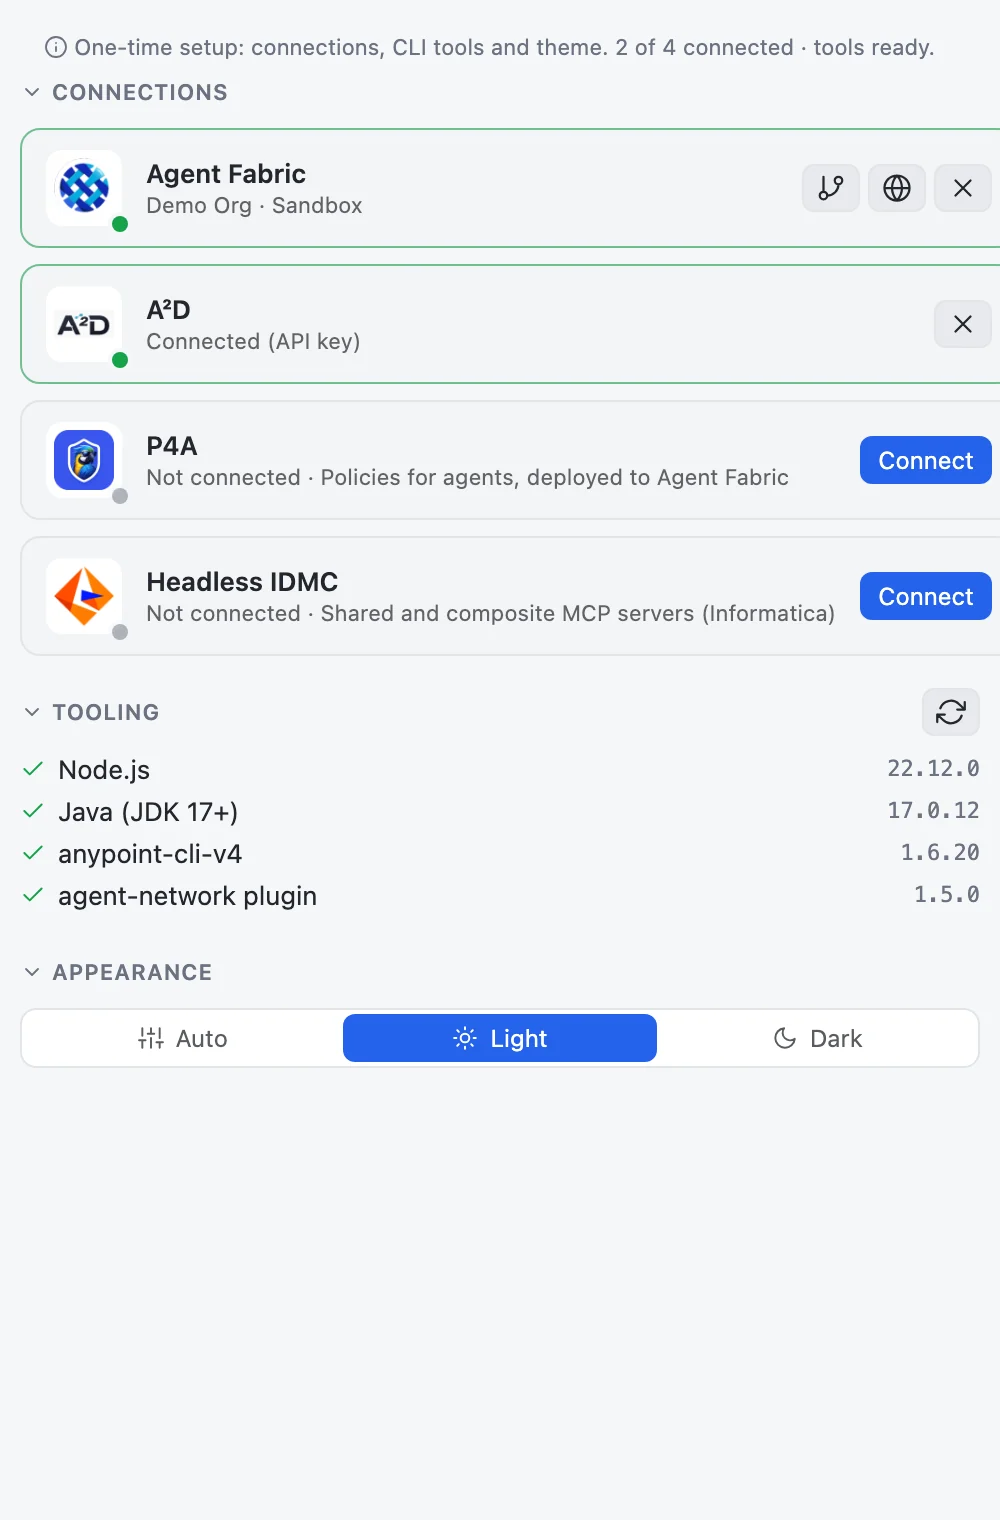 One-time setup: connections, CLI tools and theme. 2 of 4 connected · tools ready.
CONNECTIONS
Agent Fabric
Demo Org · Sandbox
A²D
A²D
Connected (API key)
P4A
Not connected · Policies for agents, deployed to Agent Fabric
Connect
Headless IDMC
Not connected · Shared and composite MCP servers (Informatica)
Connect
TOOLING
Node.js 22.12.0
Java (JDK 17+) 17.0.12
anypoint-cli-v4 1.6.20
agent-network plugin 1.5.0
APPEARANCE
Auto Light Dark